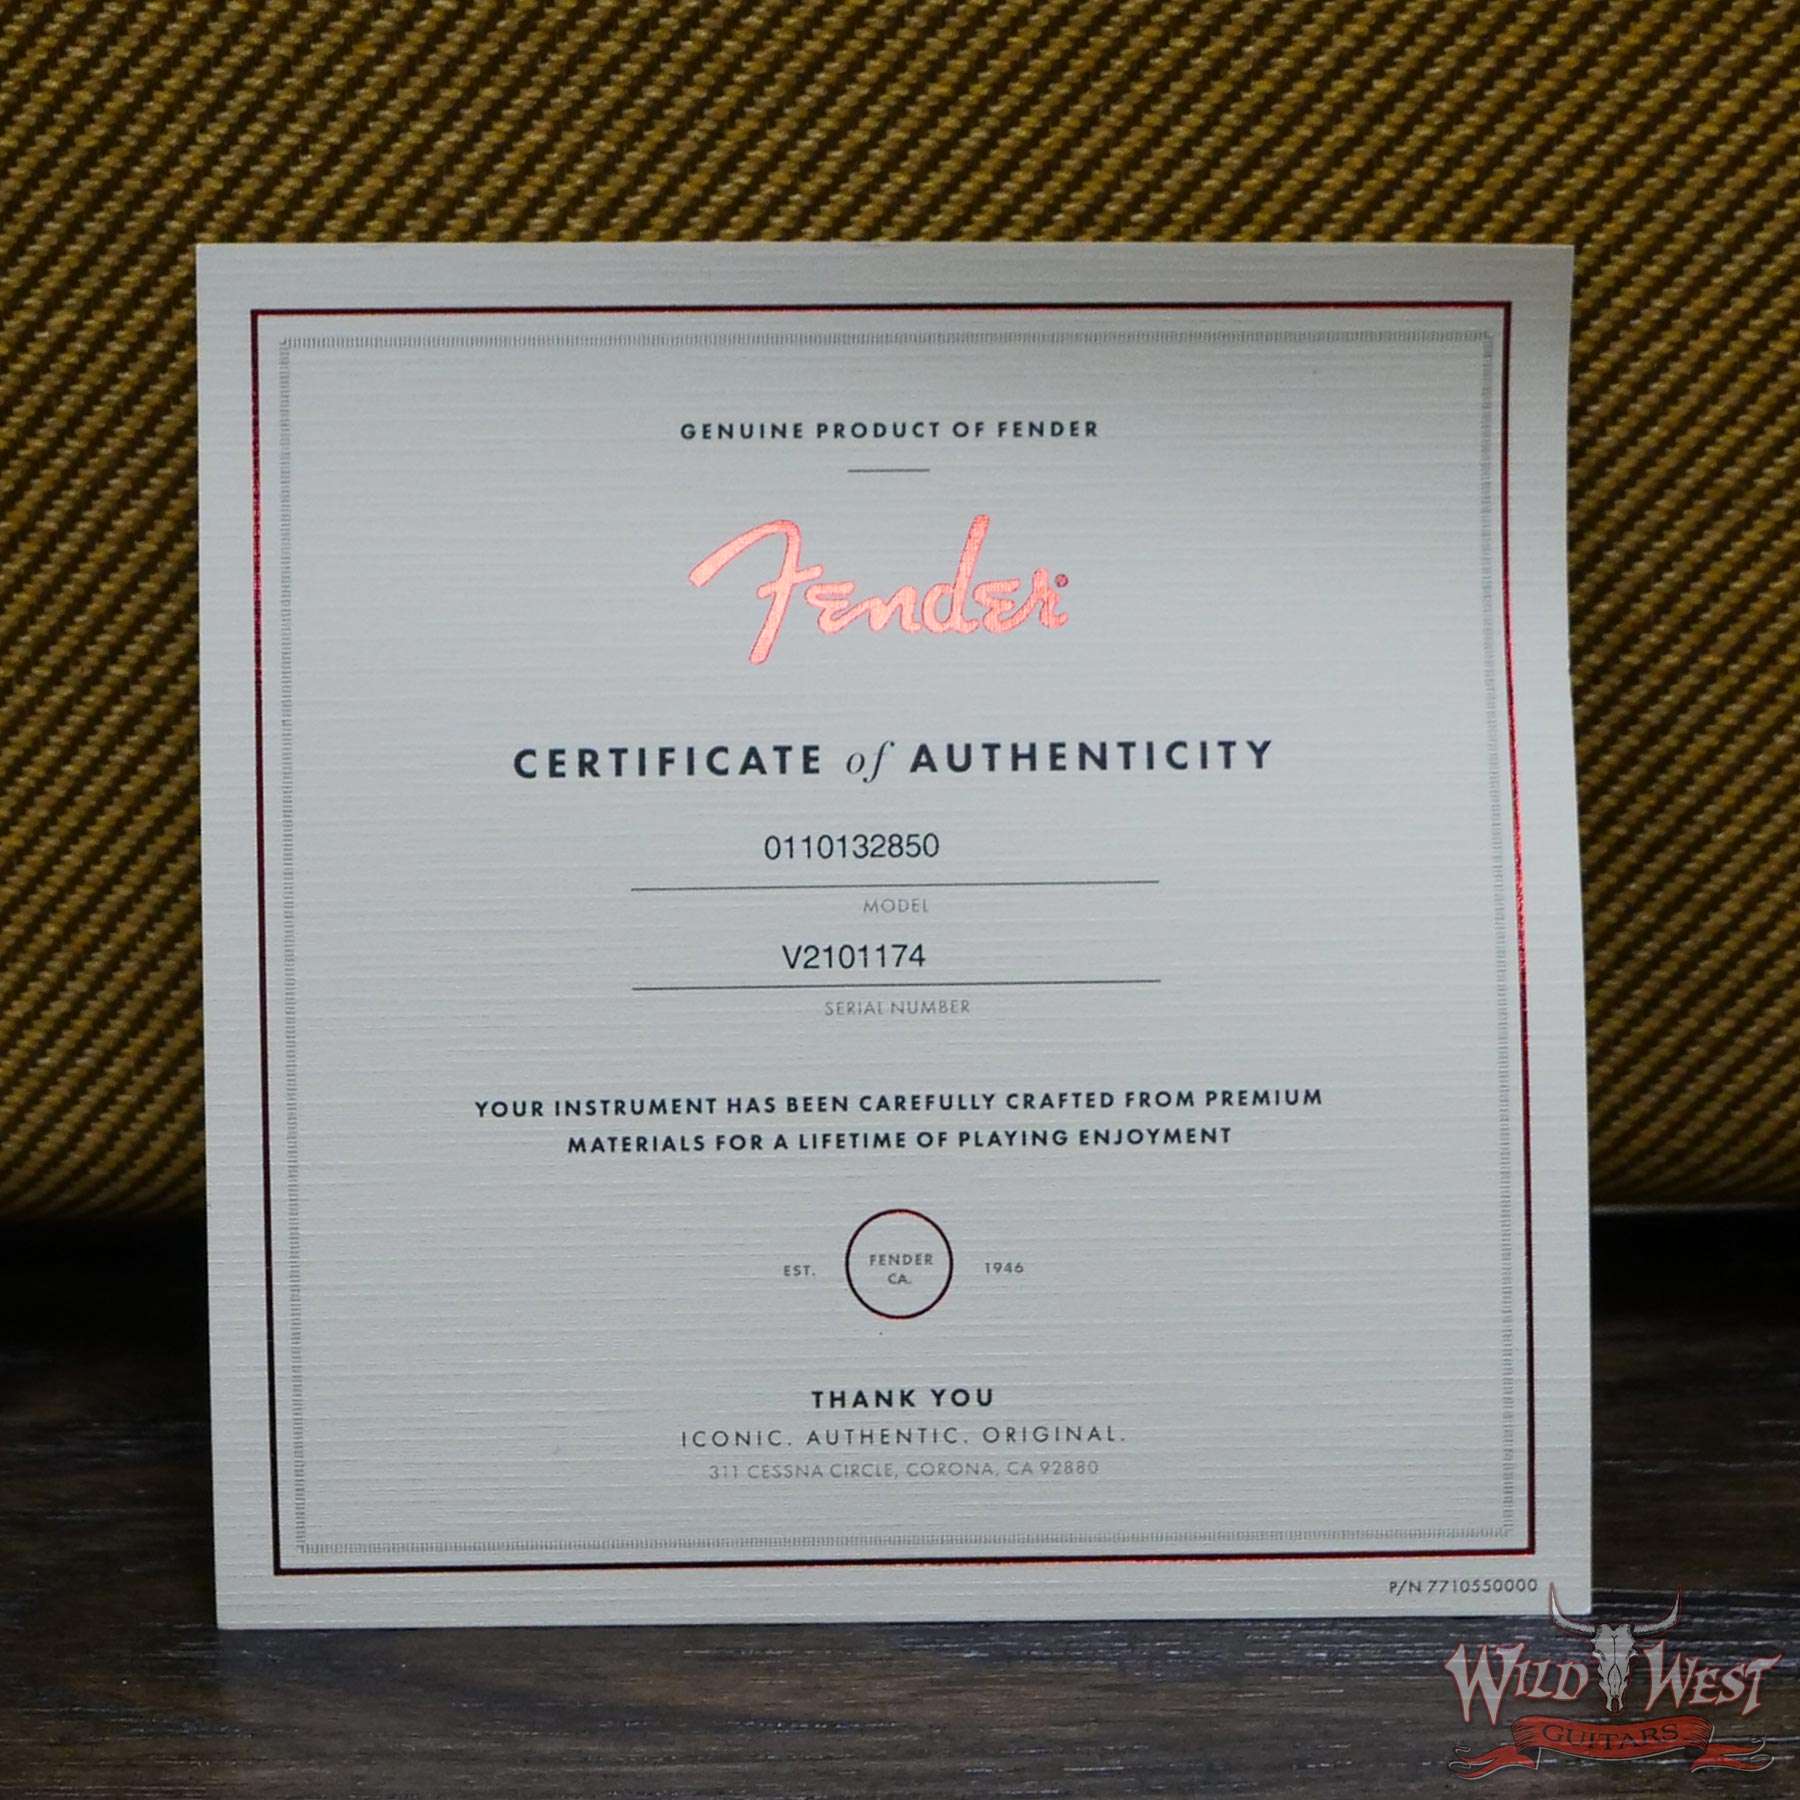 GENUINE PRODUCT OF FENDER
Fender®
CERTIFICATE of AUTHENTICITY
0110132850
MODEL
V2101174
SERIAL NUMBER
YOUR INSTRUMENT HAS BEEN CAREFULLY CRAFTED FROM PREMIUM
MATERIALS FOR A LIFETIME OF PLAYING ENJOYMENT
EST. FENDER CA. 1946
THANK YOU
ICONIC. AUTHENTIC. ORIGINAL.
311 CESSNA CIRCLE, CORONA, CA 92880
P/N 7710550000
WILD WEST
GUITARS